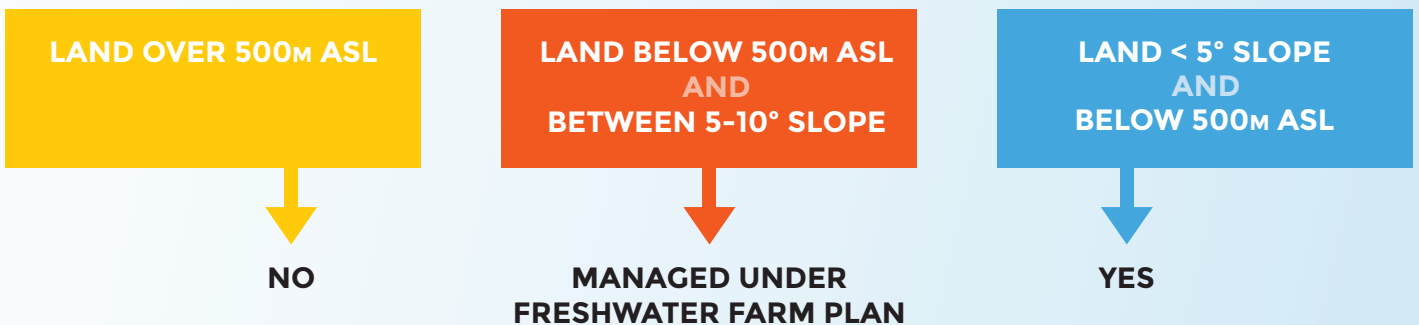 LAND OVER 500M ASL
LAND BELOW 500M ASL
AND
BETWEEN 5-10° SLOPE
LAND < 5° SLOPE
AND
BELOW 500M ASL
NO
MANAGED UNDER
FRESHWATER FARM PLAN
YES